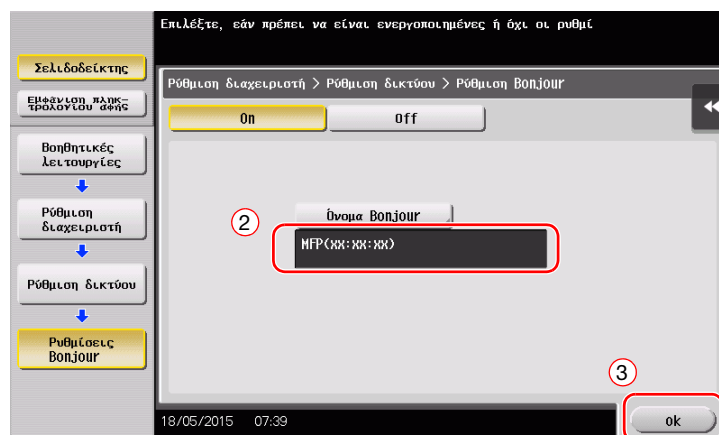 Επιλέξτε, εάν πρέπει να είναι ενεργοποιημένες ή όχι οι ρυθμί
Σελιδοδείκτης
Εμφάνιση πληκ-
τρολογίου αφής
Ρύθμιση διαχειριστή > Ρύθμιση δικτύου > Ρύθμιση Bonjour
On
Off
Βοηθητικές
λειτουργίες
Ρύθμιση
διαχειριστή
Ρύθμιση δικτύου
Ρυθμίσεις
Bonjour
2
Όνομα Bonjour
MFP(xx:xx:xx)
3
18/05/2015 07:39
ok